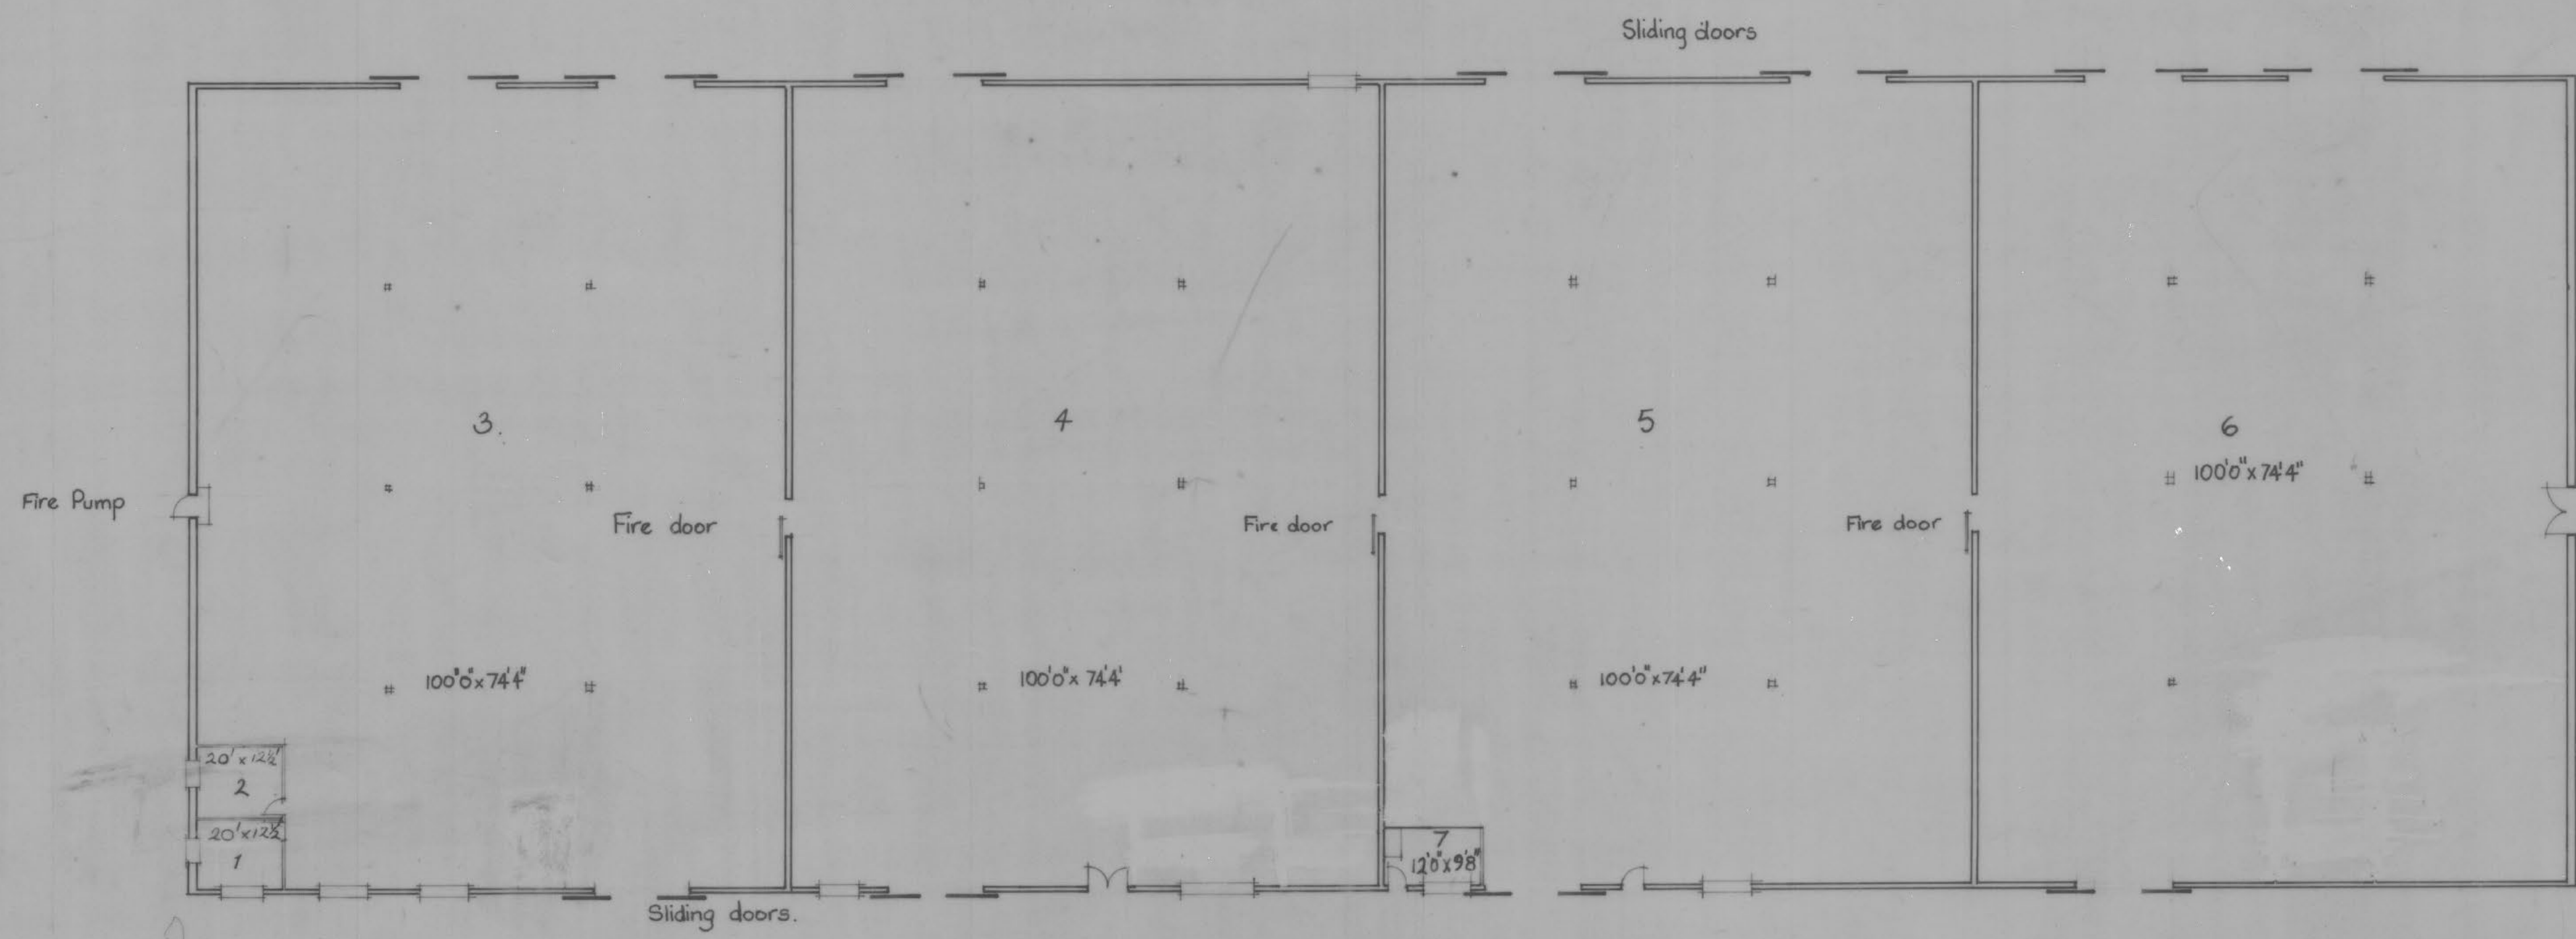 Sliding doors
3.
4
5
6
100'0"x74'4"
Fire Pump
Fire door
Fire door
Fire door
100"0"x74'4"
100'0"x 74'4'
100'0"x74'4"
20'x12½'
2
20'x12½'
1
7
12'0"x9'8"
Sliding doors.